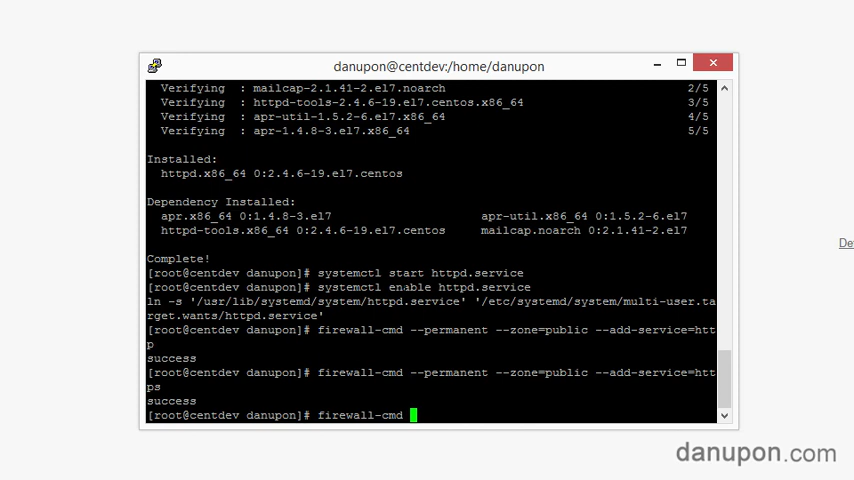 danupon@centdev:/home/danupon
Verifying : mailcap-2.1.41-2.el7.noarch 2/5
Verifying : httpd-tools-2.4.6-19.el7.centos.x86_64 3/5
Verifying : apr-util-1.5.2-6.el7.x86_64 4/5
Verifying : apr-1.4.8-3.el7.x86_64 5/5
Installed:
httpd.x86_64 0:2.4.6-19.el7.centos
Dependency Installed:
apr.x86_64 0:1.4.8-3.el7 apr-util.x86_64 0:1.5.2-6.el7
httpd-tools.x86_64 0:2.4.6-19.el7.centos mailcap.noarch 0:2.1.41-2.el7
Complete!
[root@centdev danupon]# systemctl start httpd.service
[root@centdev danupon]# systemctl enable httpd.service
ln -s '/usr/lib/systemd/system/httpd.service' '/etc/systemd/system/multi-user.ta
rget.wants/httpd.service'
[root@centdev danupon]# firewall-cmd --permanent --zone=public --add-service=htt
p
success
[root@centdev danupon]# firewall-cmd --permanent --zone=public --add-service=htt
ps
success
[root@centdev danupon]# firewall-cmd
De
danupon.com